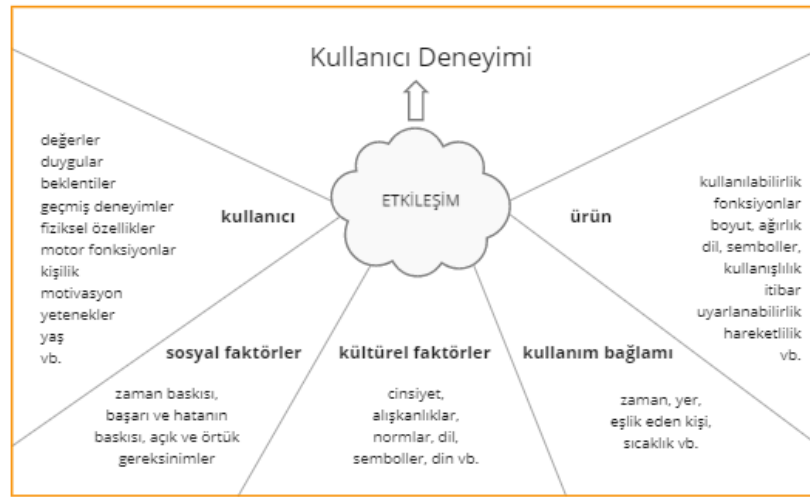 Kullanıcı Deneyimi
ETKİLEŞİM
kullanıcı
değerler
duygular
beklentiler
geçmiş deneyimler
fiziksel özellikler
motor fonksiyonlar
kişilik
motivasyon
yetenekler
yaş
vb.
ürün
kullanılabilirlik
fonksiyonlar
boyut, ağırlık
dil, semboller,
kullanışlılık
itibar
uyarlanabilirlik
hareketlilik
vb.
sosyal faktörler
zaman baskısı,
başarı ve hatanın
baskısı, açık ve örtük
gereksinimler
kültürel faktörler
cinsiyet,
alışkanlıklar,
normlar, dil,
semboller, din vb.
kullanım bağlamı
zaman, yer,
eşlik eden kişi,
sıcaklık vb.